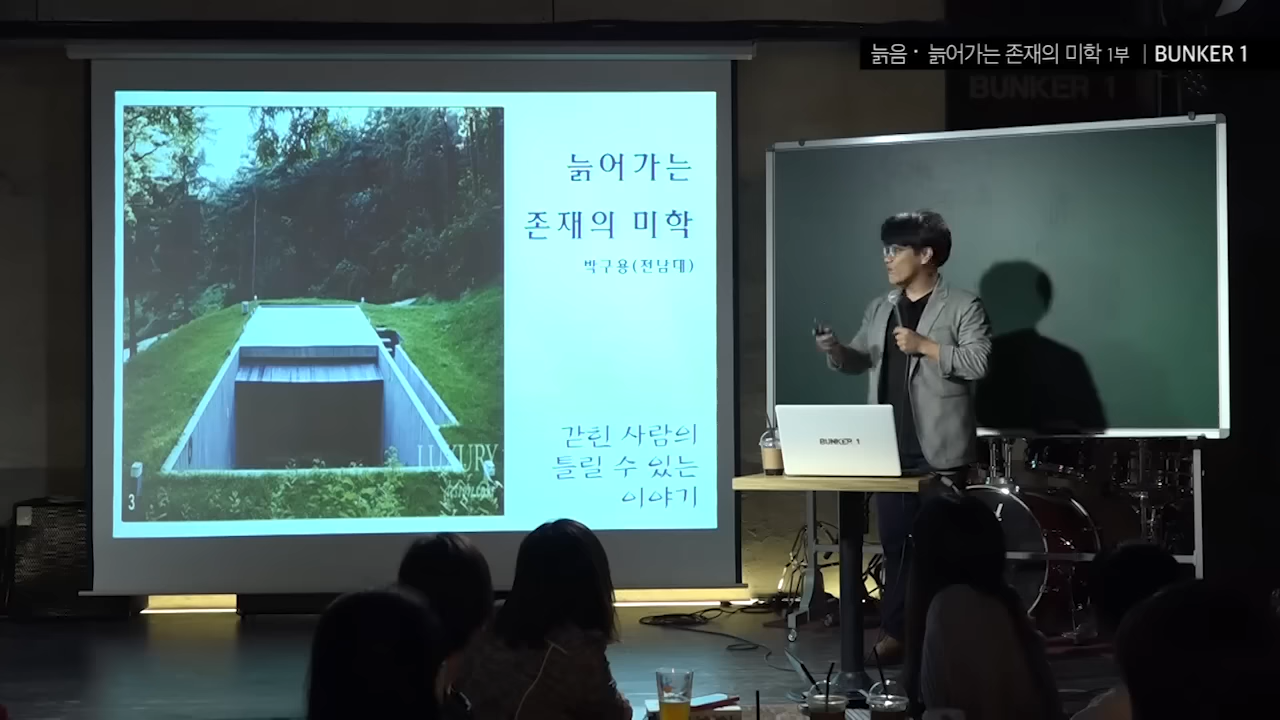 늙음 · 늙어가는 존재의 미학 1부 | BUNKER 1
BUNKER 1
늙어가는
존재의 미학
박구용(전남대)
갇힌 사람의
틀릴 수 있는
이야기
LUXURY
3
BUNKER 1